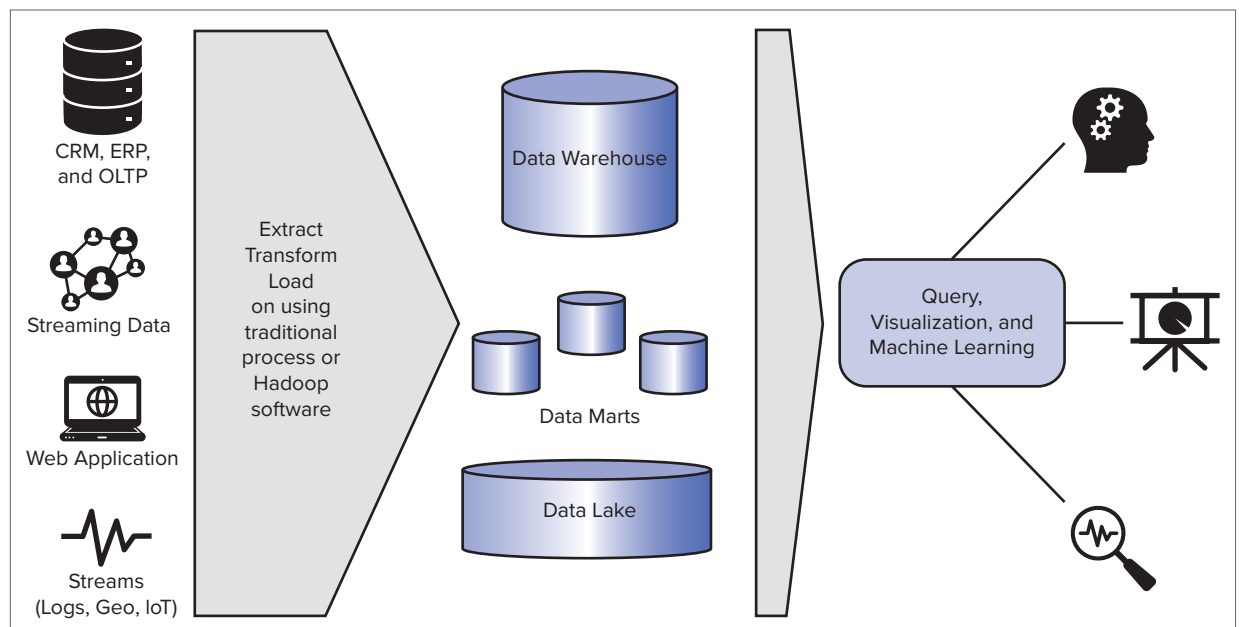 CRM, ERP,
and OLTP
Streaming Data
Web Application
Streams
(Logs, Geo, IoT)
Extract
Transform
Load
on using
traditional
process or
Hadoop
software
Data Warehouse
Data Marts
Data Lake
Query,
Visualization, and
Machine Learning